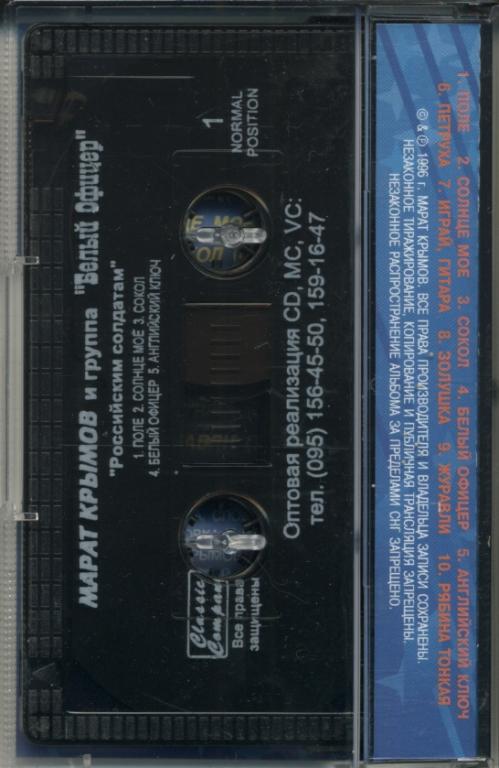 МАРАТ КРЫМОВ и группа "Белый Офицер"
"Российским солдатам"
1. ПОЛЕ 2. СОЛНЦЕ МОЁ 3. СОКОЛ
4. БЕЛЫЙ ОФИЦЕР 5. АНГЛИЙСКИЙ КЛЮЧ
1
NORMAL
POSITION
Classic
Company
Все права
защищены
Оптовая реализация CD, MC, VC:
тел. (095) 156-45-50, 159-16-47
1. ПОЛЕ 2. СОЛНЦЕ МОЕ 3. СОКОЛ 4. БЕЛЫЙ ОФИЦЕР 5. АНГЛИЙСКИЙ КЛЮЧ
6. ПЕТРУХА 7. ИГРАЙ, ГИТАРА 8. ЗОЛУШКА 9. ЖУРАВЛИ 10. РЯБИНА ТОНКАЯ
© & ℗ 1996 г. МАРАТ КРЫМОВ. ВСЕ ПРАВА ПРОИЗВОДИТЕЛЯ И ВЛАДЕЛЬЦА ЗАПИСИ СОХРАНЕНЫ.
НЕЗАКОННОЕ ТИРАЖИРОВАНИЕ, КОПИРОВАНИЕ И ПУБЛИЧНАЯ ТРАНСЛЯЦИЯ ЗАПРЕЩЕНЫ.
НЕЗАКОННОЕ РАСПРОСТРАНЕНИЕ АЛЬБОМА ЗА ПРЕДЕЛАМИ СНГ ЗАПРЕЩЕНО.